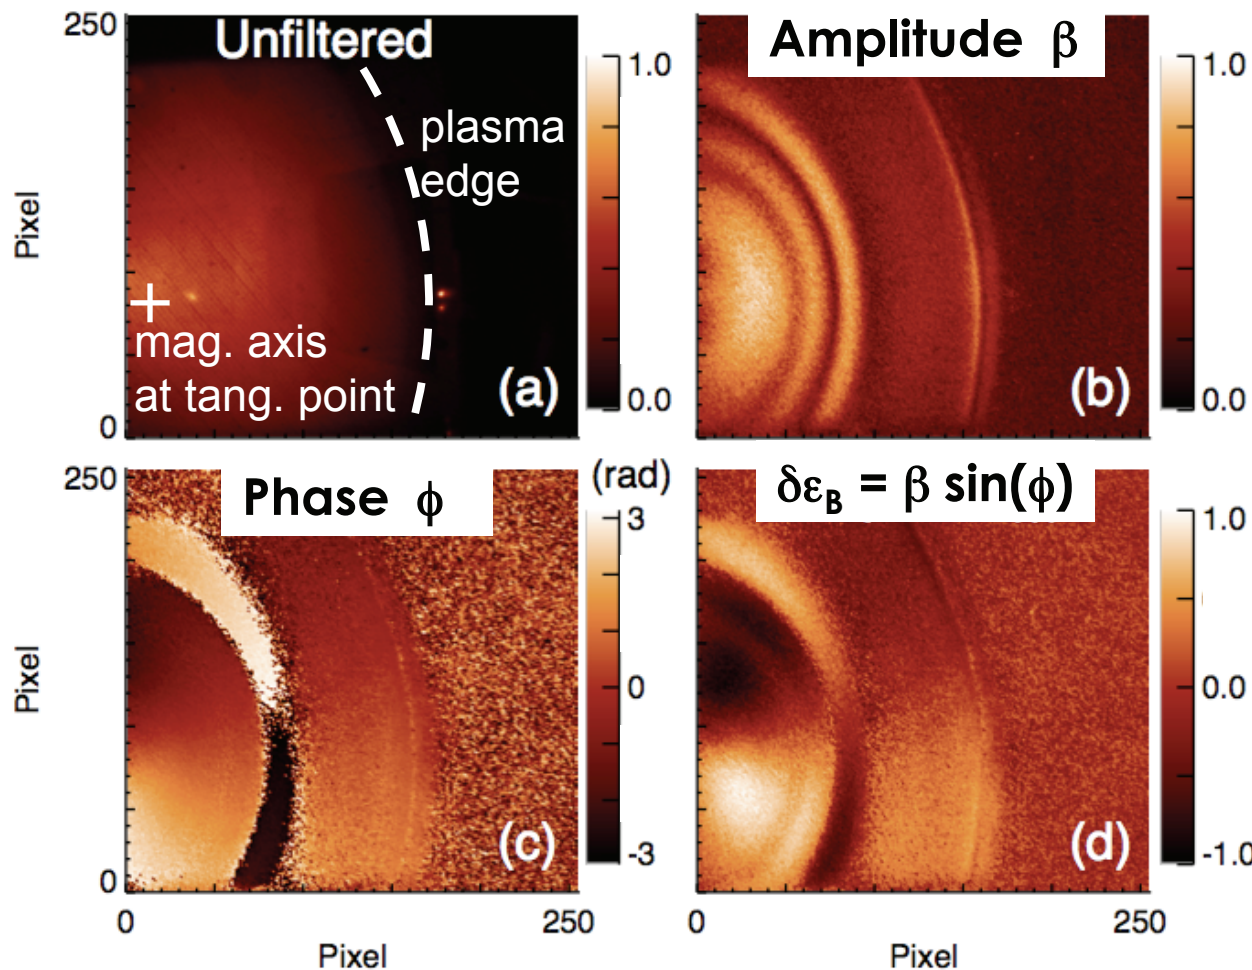 250
Unfiltered
plasma
edge
mag. axis
at tang. point
(a)
0
Pixel
1.0
0.0
Amplitude β
(b)
1.0
0.0
250
Phase ϕ
(rad)
3
0
-3
(c)
0
Pixel
0
250
Pixel
δεB = β sin(ϕ)
(d)
1.0
0.0
-1.0
0
250
Pixel